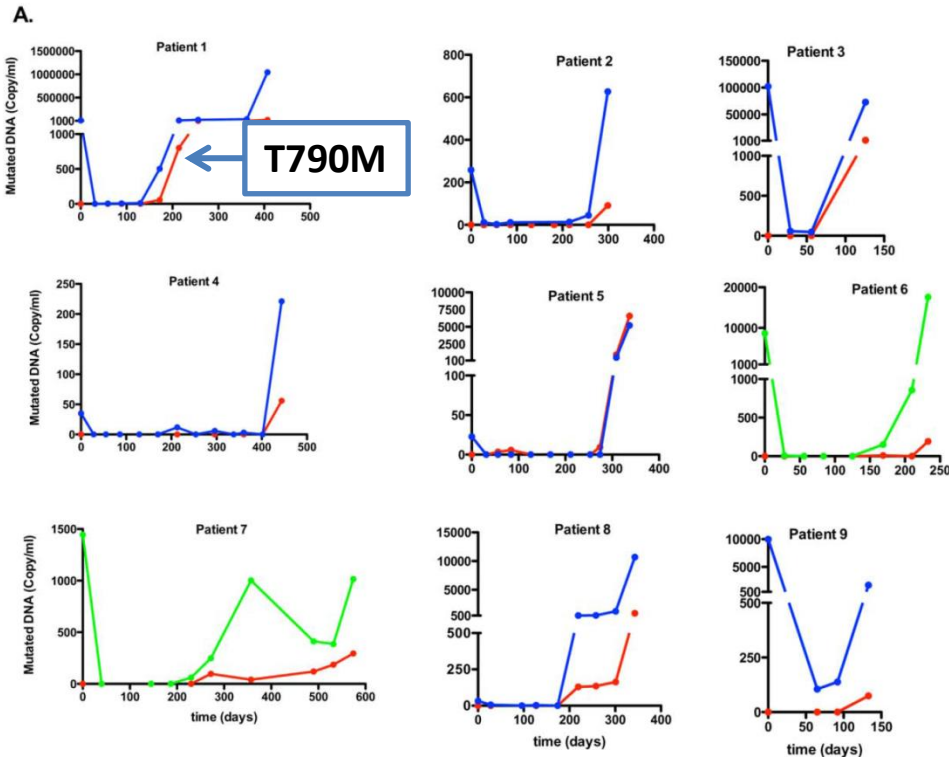 A.
Patient 1
Mutated DNA (Copy/ml)
1500000
1000000
500000
1000
1000
500
0
0 100 200 300 400 500
T790M
Patient 2
800
600
400
200
0
0 100 200 300 400
Patient 3
150000
100000
50000
1000
1000
500
0
0 50 100 150
Patient 4
Mutated DNA (Copy/ml)
250
200
150
100
50
0
0 100 200 300 400 500
Patient 5
10000
7500
5000
2500
100
100
50
0
0 100 200 300 400
Patient 6
20000
10000
1000
1000
500
0
0 50 100 150 200 250
Patient 7
Mutated DNA (Copy/ml)
1500
1000
500
0
0 100 200 300 400 500 600
time (days)
Patient 8
15000
10000
5000
500
500
250
0
0 100 200 300 400
time (days)
Patient 9
10000
5000
500
500
250
0
0 50 100 150
time (days)